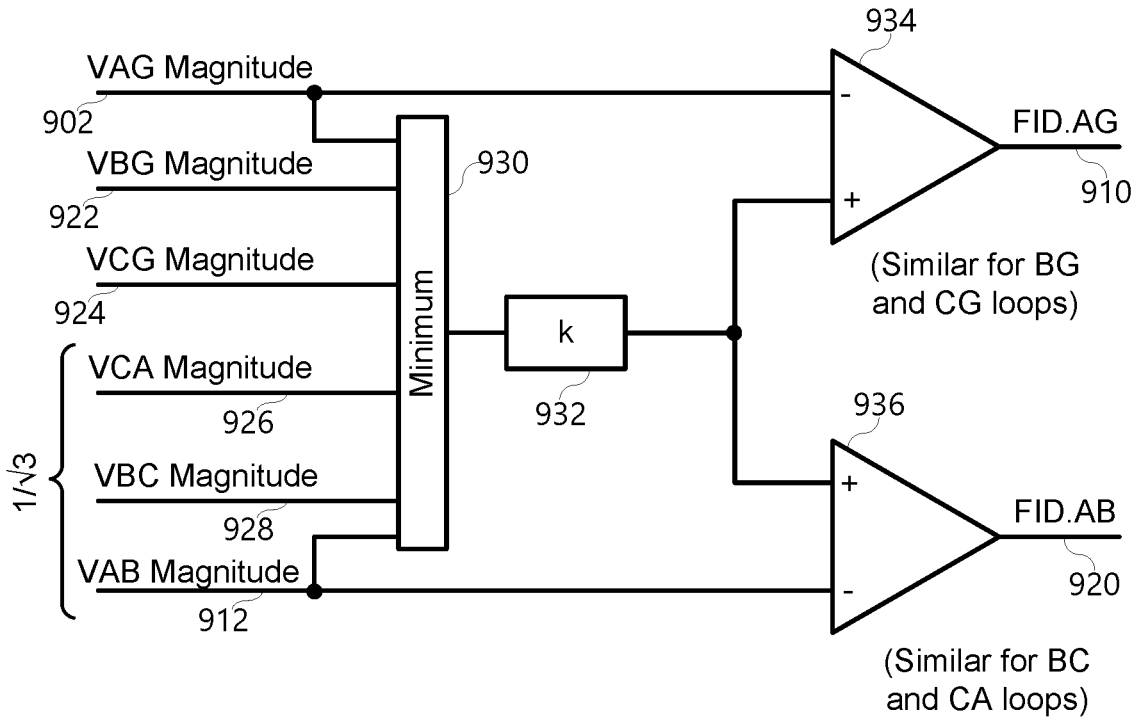 934
VAG Magnitude
902
-
FID.AG
910
VBG Magnitude
922
930
+
(Similar for BG
and CG loops)
VCG Magnitude
924
Minimum
k
932
1/√3
VCA Magnitude
926
936
VBC Magnitude
928
+
FID.AB
920
VAB Magnitude
912
-
(Similar for BC
and CA loops)